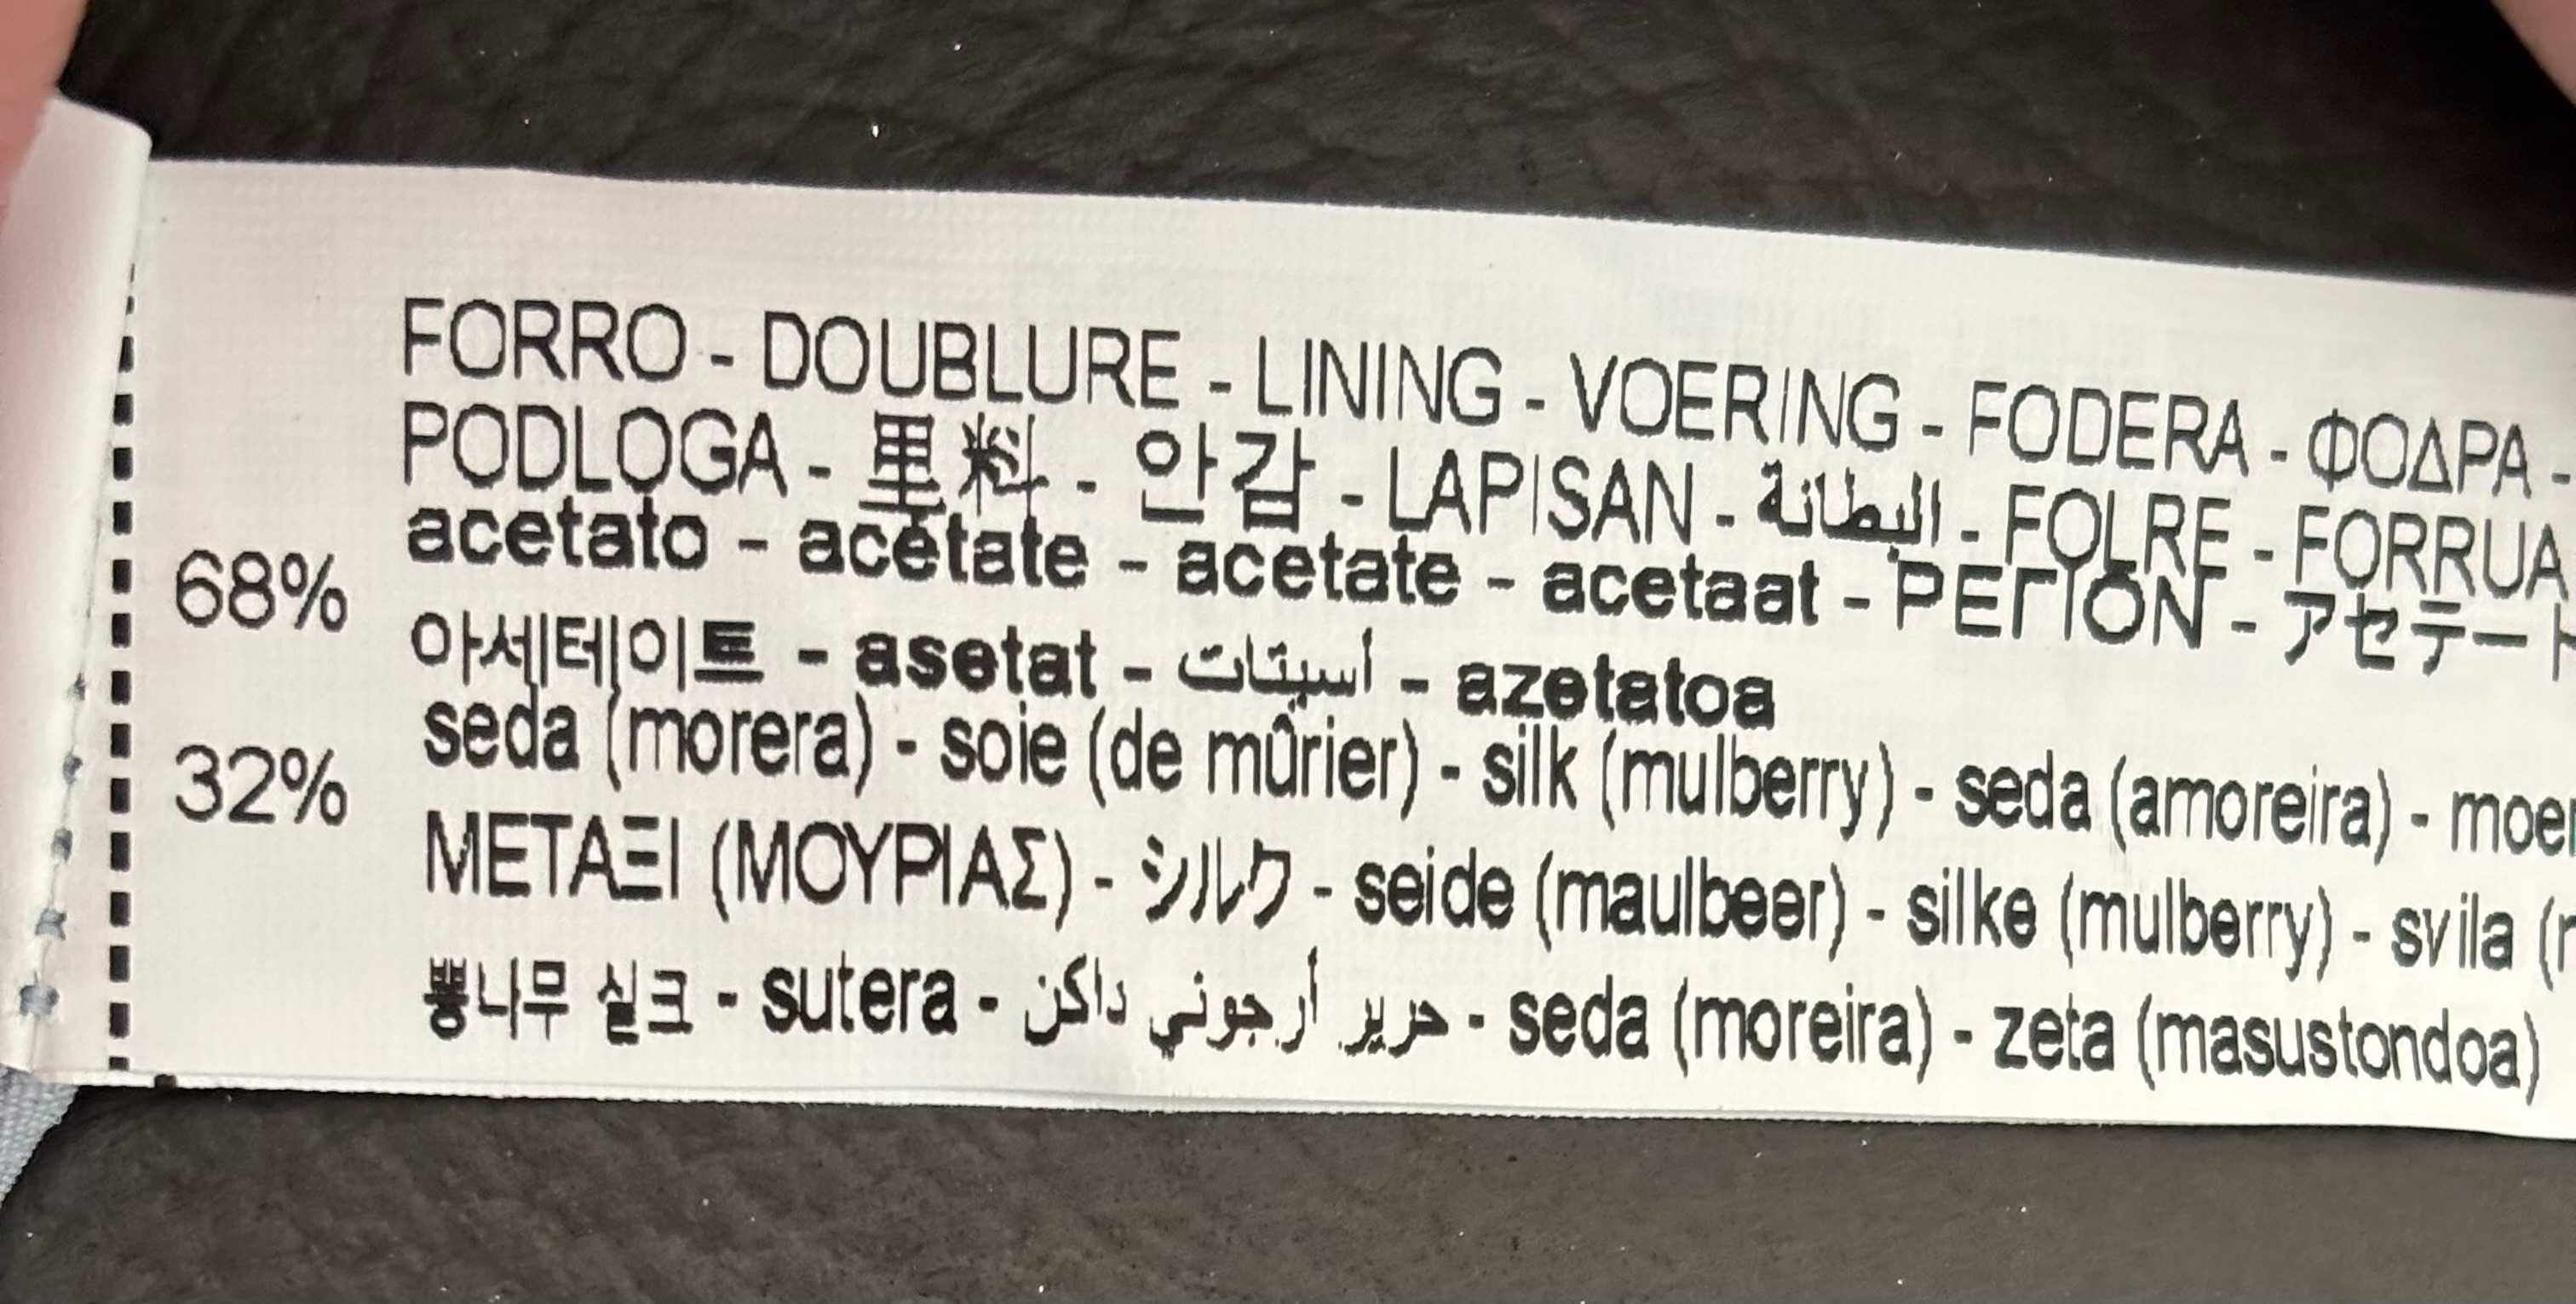 FORRO - DOUBLURE - LINING - VOERING - FODERA - ΦΟΔΡΑ -
PODLOGA - 里料 - 안감 - LAPISAN - البطانة - FOLRE - FORRUA
68% acetato - acétate - acetate - acetaat - ΡΕΓΙΟΝ - アセテート
아세테이트 - asetat - أسيتات - azetatoa
32% seda (morera) - soie (de mûrier) - silk (mulberry) - seda (amoreira) -
ΜΕΤΑΞΙ (ΜΟΥΡΙΑΣ) - シルク - seide (maulbeer) - silke (mulberry) - svila
뽕나무 실크 - sutera - حرير أرجوني داكن - seda (moreira) - zeta (masustondoa)